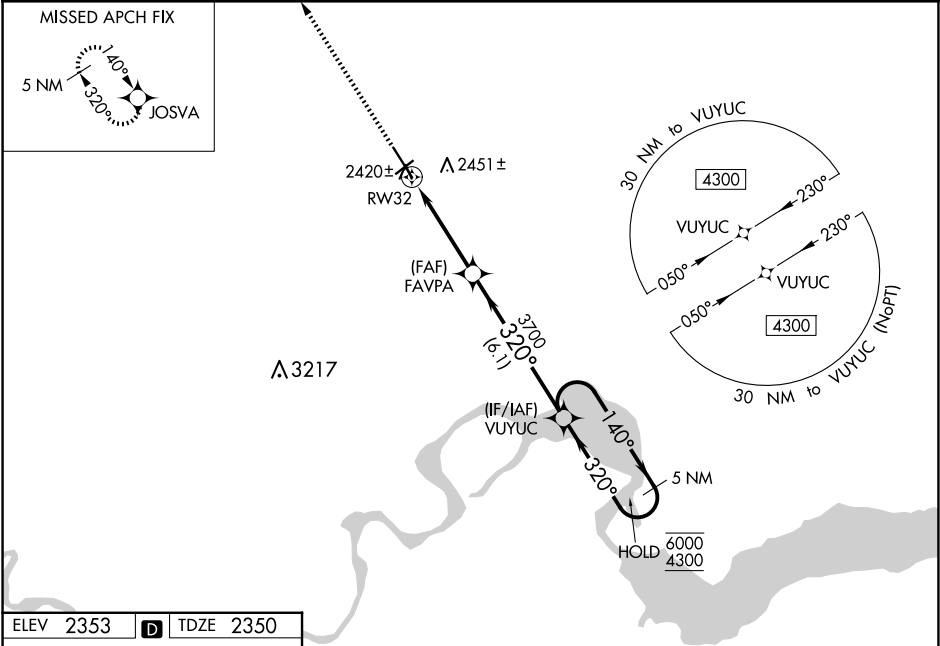 MISSED APCH FIX
140°
5 NM
320°
JOSVA
2420±
2451±
RW32
(FAF)
FAVPA
3700
320°
(6.1)
3217
(IF/IAF)
VUYUC
140°
320°
5 NM
HOLD
6000
4300
30 NM to VUYUC
4300
230°
VUYUC
050°
230°
VUYUC
050°
4300
30 NM to VUYUC (NoPT)
ELEV 2353
D
TDZE 2350